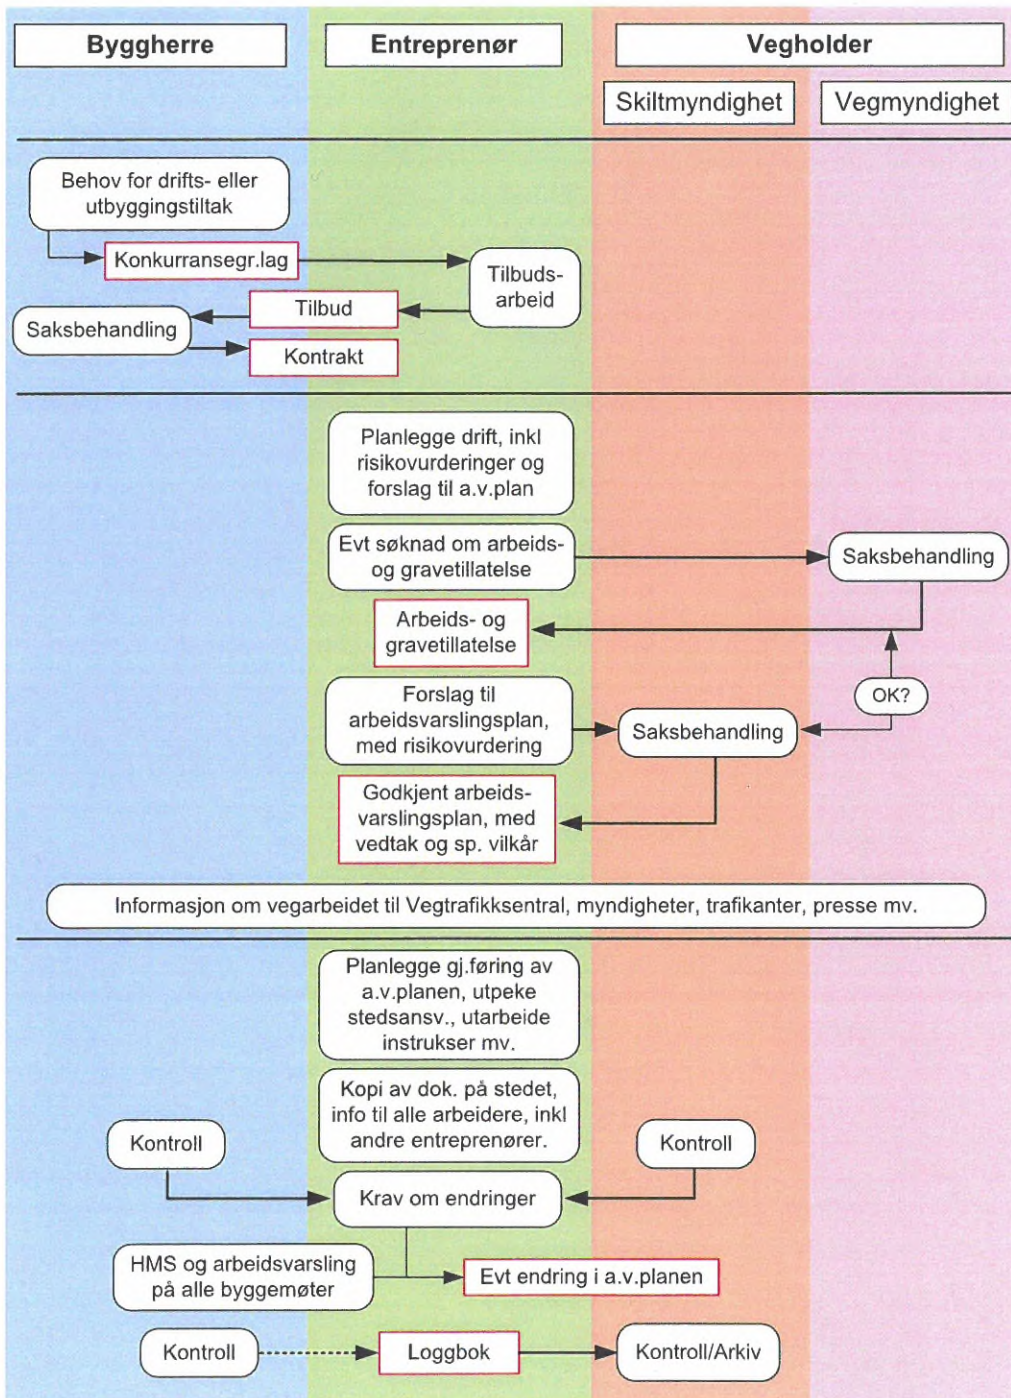 Byggherre
Entreprenør
Vegholder
Skiltmyndighet
Vegmyndighet
Behov for drifts- eller
utbyggingstiltak
Konkurransegr.lag
Tilbuds-
arbeid
Tilbud
Saksbehandling
Kontrakt
Planlegge drift, inkl
risikovurderinger og
forslag til a.v.plan
Evt søknad om arbeids-
og gravetillatelse
Saksbehandling
Arbeids- og
gravetillatelse
OK?
Forslag til
arbeidsvarslingsplan,
med risikovurdering
Saksbehandling
Godkjent arbeids-
varslingsplan, med
vedtak og sp. vilkår
Informasjon om vegarbeidet til Vegtrafikksentral, myndigheter, trafikanter, presse mv.
Planlegge gj.føring av
a.v.planen, utpeke
stedsansv., utarbeide
instrukser mv.
Kopi av dok. på stedet,
info til alle arbeidere, inkl
andre entreprenører.
Kontroll
Kontroll
Krav om endringer
HMS og arbeidsvarsling
på alle byggemøter
Evt endring i a.v.planen
Kontroll
Loggbok
Kontroll/Arkiv